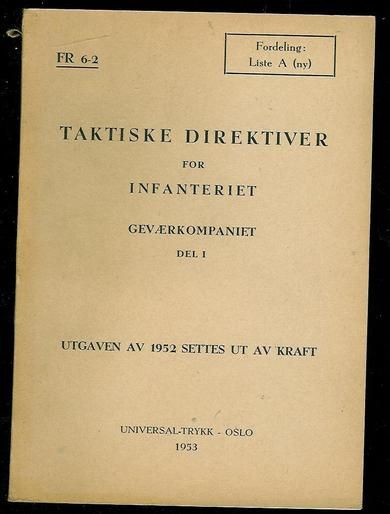 FR 6-2
Fordeling:
Liste A (ny)
TAKTISKE DIREKTIVER
FOR
INFANTERIET
GEVÆRKOMPANIET
DEL I
UTGAVEN AV 1952 SETTES UT AV KRAFT
UNIVERSAL-TRYKK - OSLO
1953